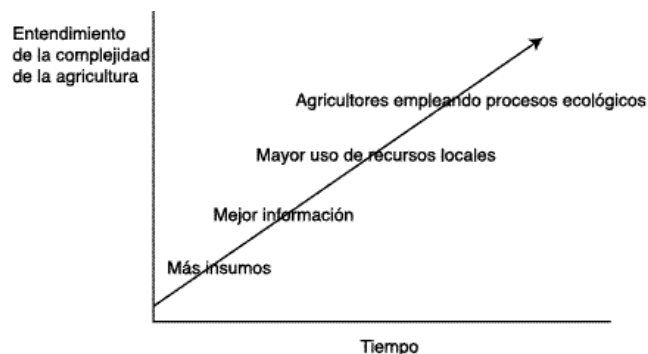 Entendimiento
de la complejidad
de la agricultura
Agricultores empleando procesos ecológicos
Mayor uso de recursos locales
Mejor información
Más insumos
Tiempo